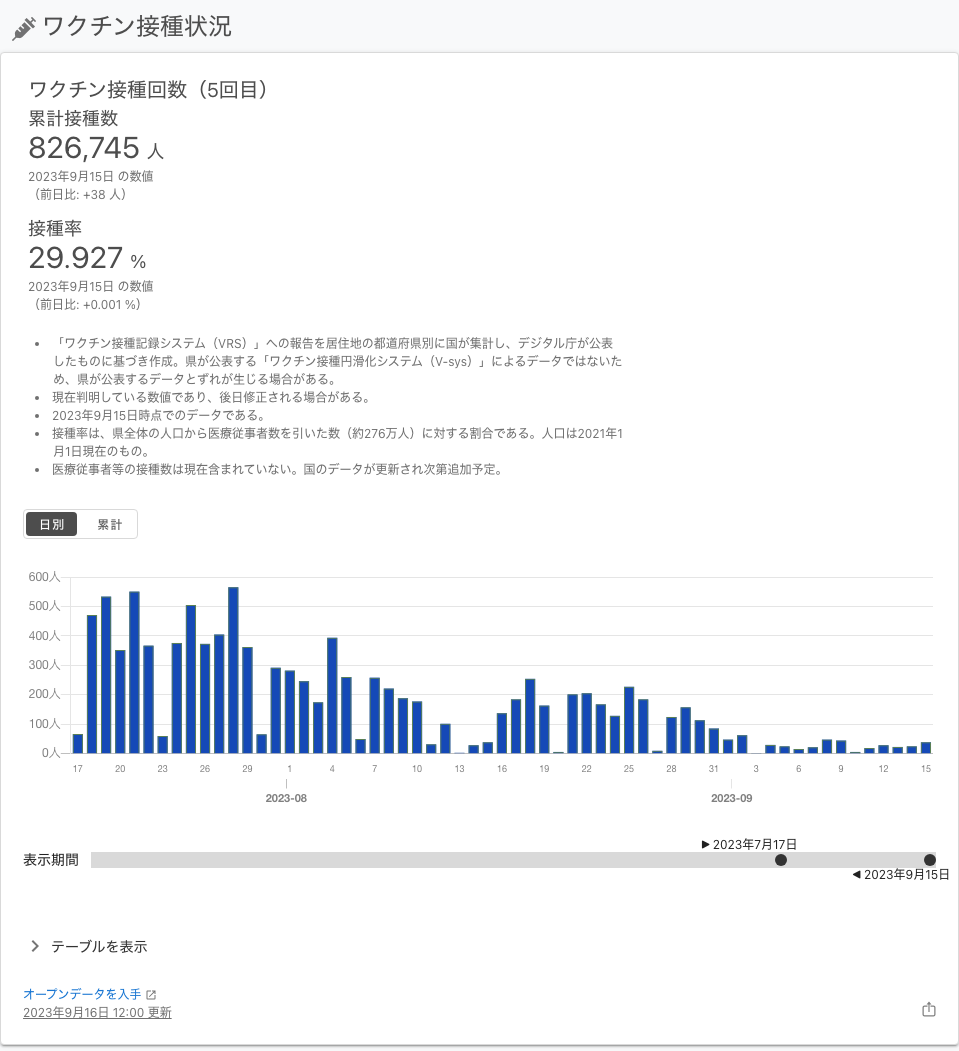 ワクチン接種状況
ワクチン接種回数（5回目）
累計接種数
826,745 人
2023年9月15日 の数値
（前日比: +38 人）
接種率
29.927 %
2023年9月15日 の数値
（前日比: +0.001 %）
• 「ワクチン接種記録システム（VRS）」への報告を居住地の都道府県別に国が集計し、デジタル庁が公表
したものに基づき作成。県が公表する「ワクチン接種円滑化システム（V-sys）」によるデータではないた
め、県が公表するデータとずれが生じる場合がある。
• 現在判明している数値であり、後日修正される場合がある。
• 2023年9月15日時点でのデータである。
• 接種率は、県全体の人口から医療従事者数を引いた数（約276万人）に対する割合である。人口は2021年1
月1日現在のもの。
• 医療従事者等の接種数は現在含まれていない。国のデータが更新され次第追加予定。
日別 累計
600人
500人
400人
300人
200人
100人
0人
17 20 23 26 29 1 4 7 10 13 16 19 22 25 28 31 3 6 9 12 15
2023-08 2023-09
▶ 2023年7月17日
表示期間
◀ 2023年9月15日
テーブルを表示
オープンデータを入手
2023年9月16日 12:00 更新